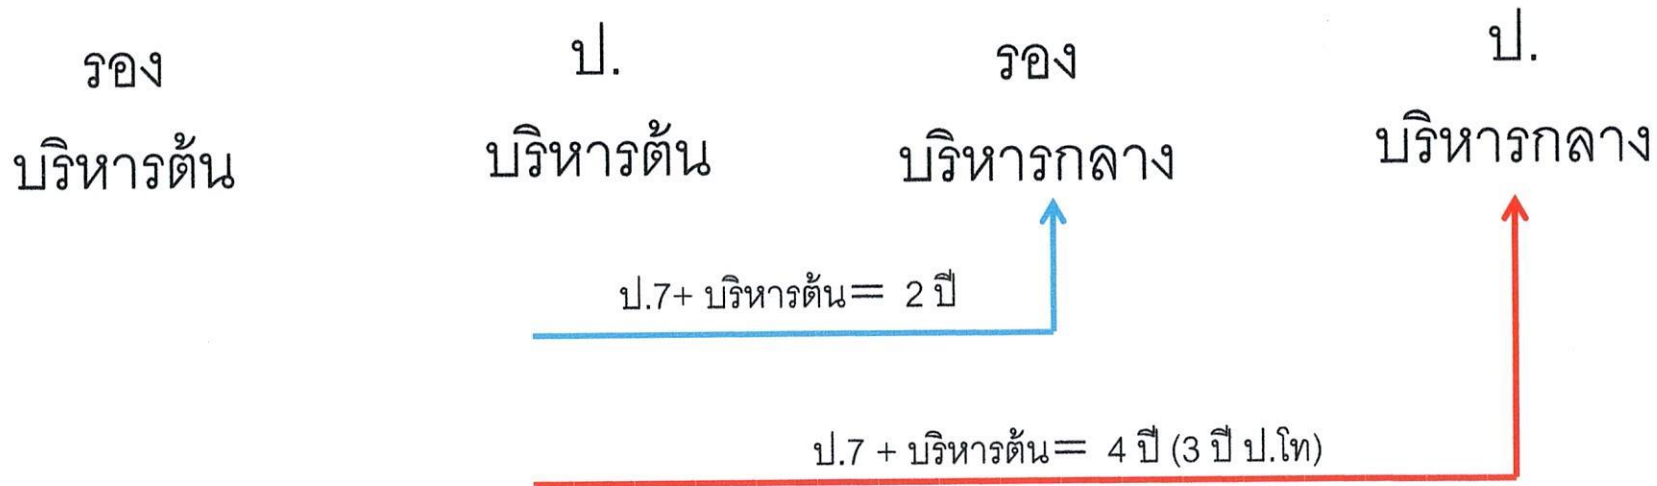 รอง
บริหารต้น
ป.
บริหารต้น
รอง
บริหารกลาง
ป.
บริหารกลาง
ป.7+ บริหารต้น= 2 ปี
ป.7 + บริหารต้น= 4 ปี (3 ปี ป.โท)